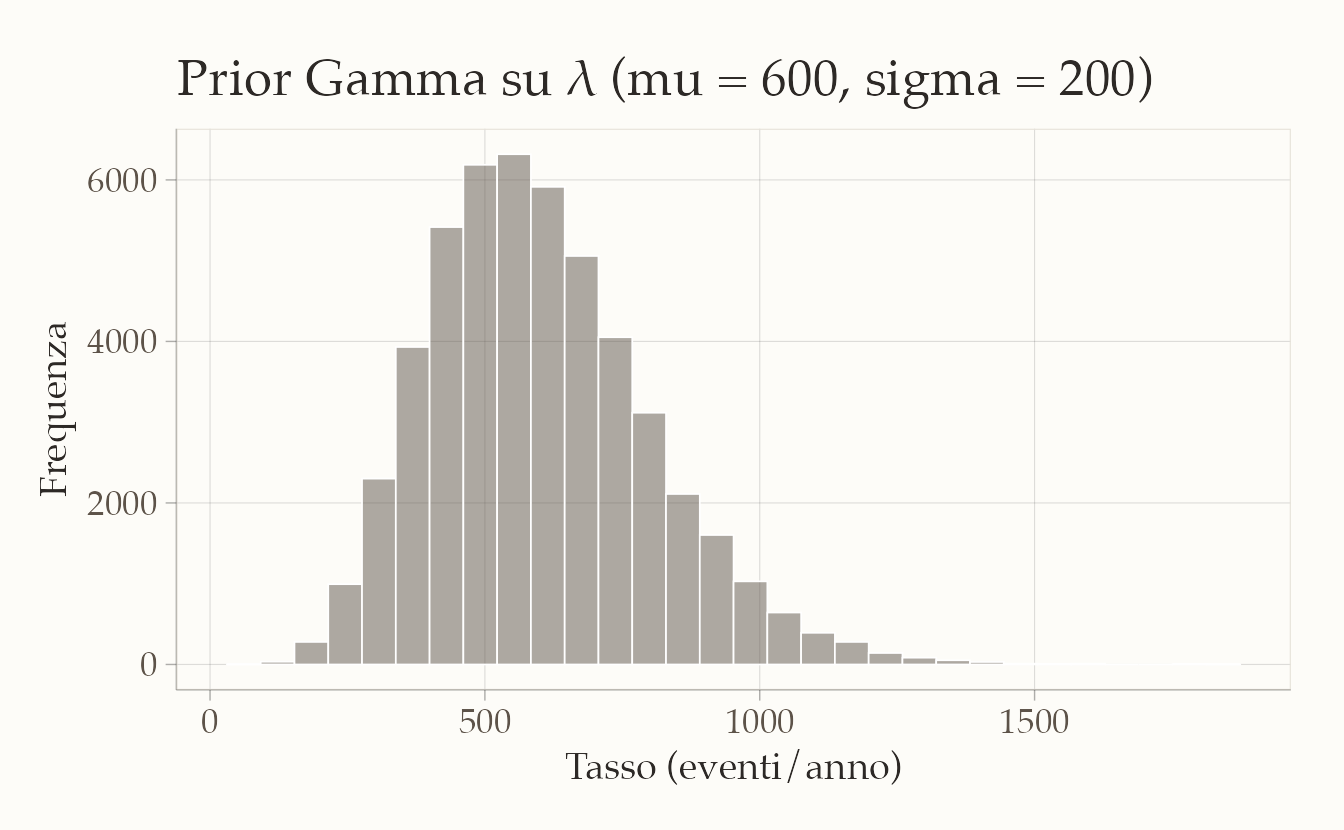 Prior Gamma su λ (mu = 600, sigma = 200)
Frequenza
6000
4000
2000
0
0 500 1000 1500
Tasso (eventi/anno)